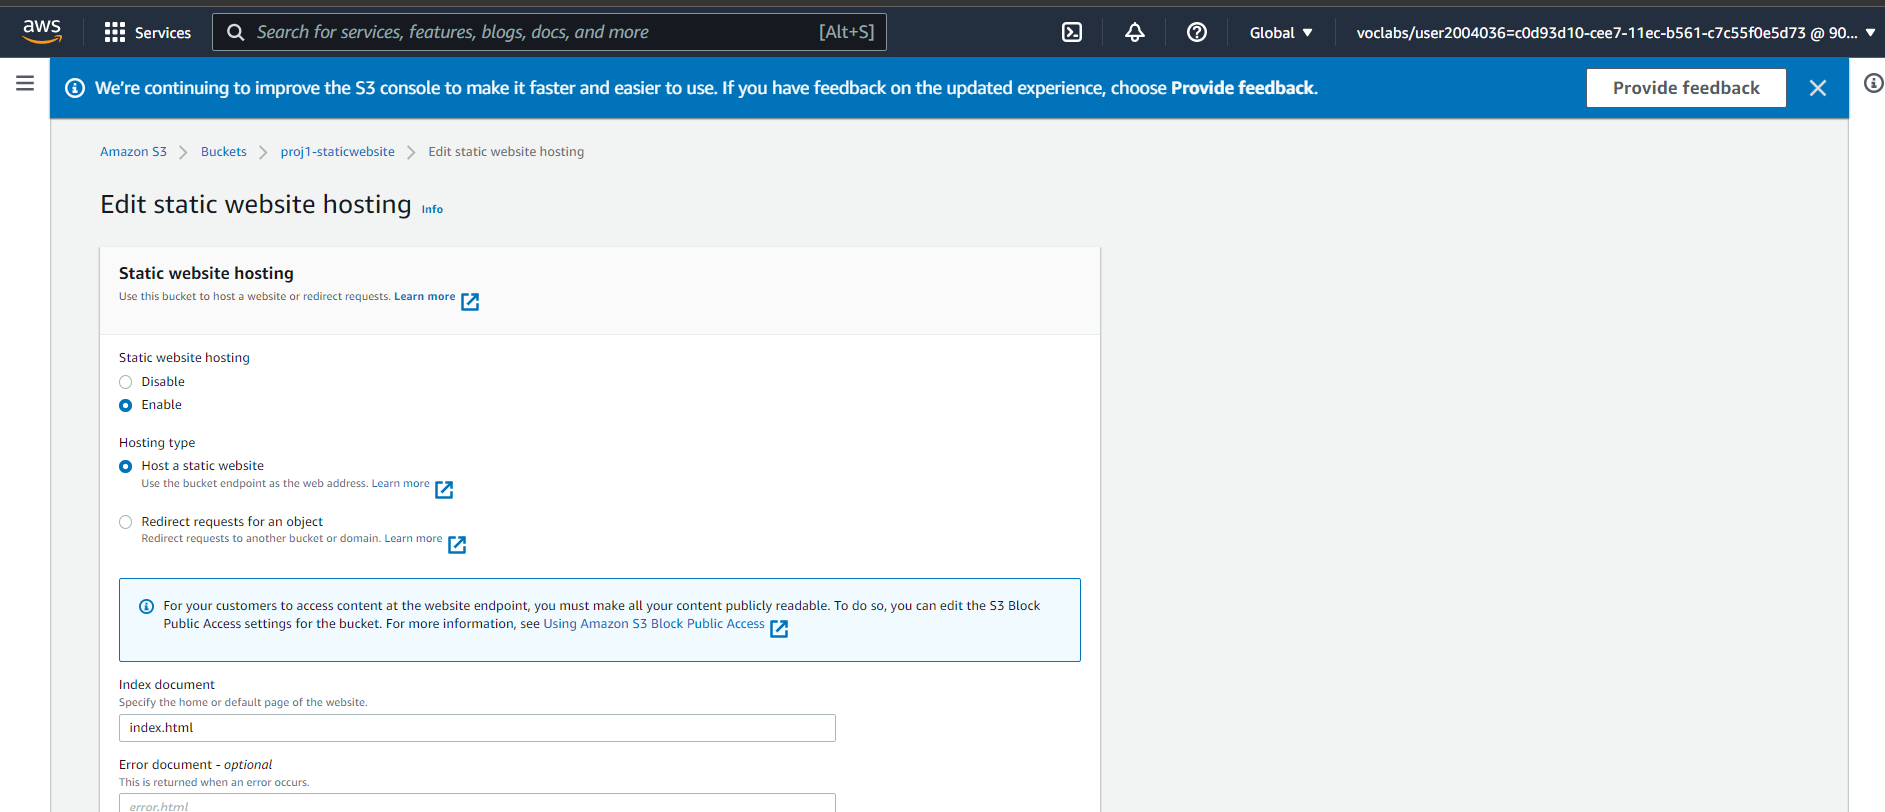 aws
Services
Search for services, features, blogs, docs, and more
[Alt+S]
Global
voclabs/user2004036=c0d93d10-cee7-11ec-b561-c7c55f0e5d73 @ 90...
We're continuing to improve the S3 console to make it faster and easier to use. If you have feedback on the updated experience, choose Provide feedback.
Provide feedback
Amazon S3 > Buckets > proj1-staticwebsite > Edit static website hosting
Edit static website hosting Info
Static website hosting
Use this bucket to host a website or redirect requests. Learn more
Static website hosting
Disable
Enable
Hosting type
Host a static website
Use the bucket endpoint as the web address. Learn more
Redirect requests for an object
Redirect requests to another bucket or domain. Learn more
For your customers to access content at the website endpoint, you must make all your content publicly readable. To do so, you can edit the S3 Block
Public Access settings for the bucket. For more information, see Using Amazon S3 Block Public Access
Index document
Specify the home or default page of the website.
index.html
Error document - optional
This is returned when an error occurs.
error.html